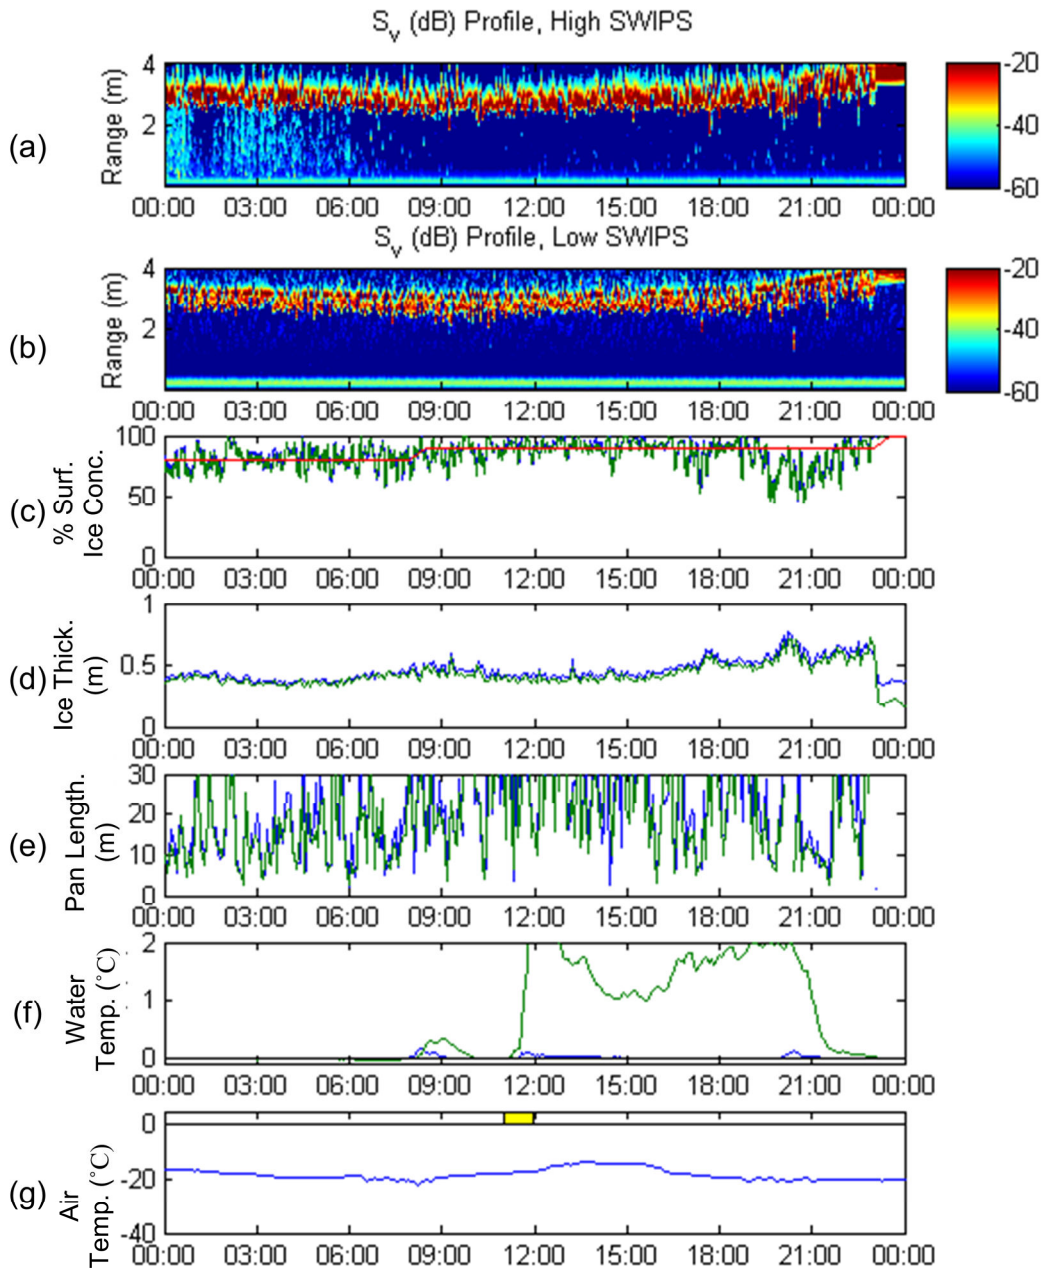 Sv (dB) Profile, High SWIPS
(a)
Range (m)
4
2
00:00 03:00 06:00 09:00 12:00 15:00 18:00 21:00 00:00
-20
-40
-60
Sv (dB) Profile, Low SWIPS
(b)
Range (m)
4
2
00:00 03:00 06:00 09:00 12:00 15:00 18:00 21:00 00:00
-20
-40
-60
(c)
% Surf.
Ice Conc.
100
50
0
00:00 03:00 06:00 09:00 12:00 15:00 18:00 21:00 00:00
(d)
Ice Thick.
(m)
1
0.5
0
00:00 03:00 06:00 09:00 12:00 15:00 18:00 21:00 00:00
(e)
Pan Length.
(m)
30
20
10
0
00:00 03:00 06:00 09:00 12:00 15:00 18:00 21:00 00:00
(f)
Water
Temp. (°C)
2
1
0
00:00 03:00 06:00 09:00 12:00 15:00 18:00 21:00 00:00
(g)
Air
Temp. (°C)
0
-20
-40
00:00 03:00 06:00 09:00 12:00 15:00 18:00 21:00 00:00